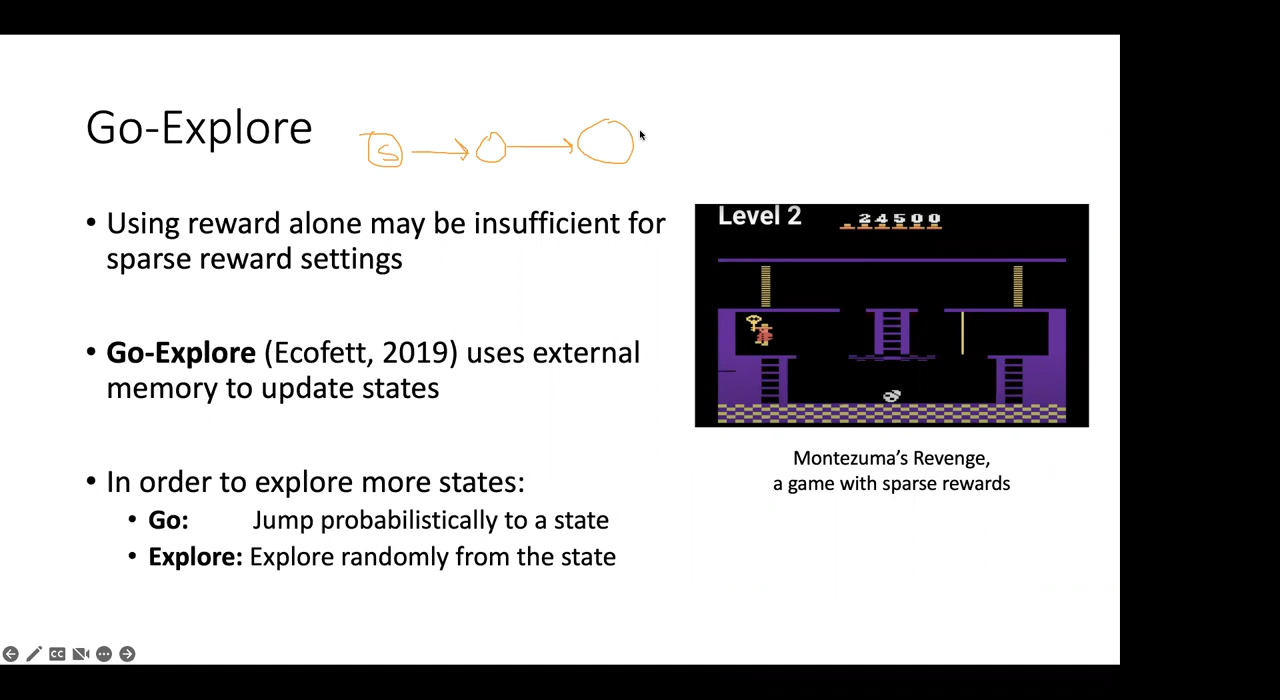 Go-Explore
S
• Using reward alone may be insufficient for
sparse reward settings
• Go-Explore (Ecofett, 2019) uses external
memory to update states
• In order to explore more states:
• Go: Jump probabilistically to a state
• Explore: Explore randomly from the state
Level 2
24500
Montezuma’s Revenge,
a game with sparse rewards
CC